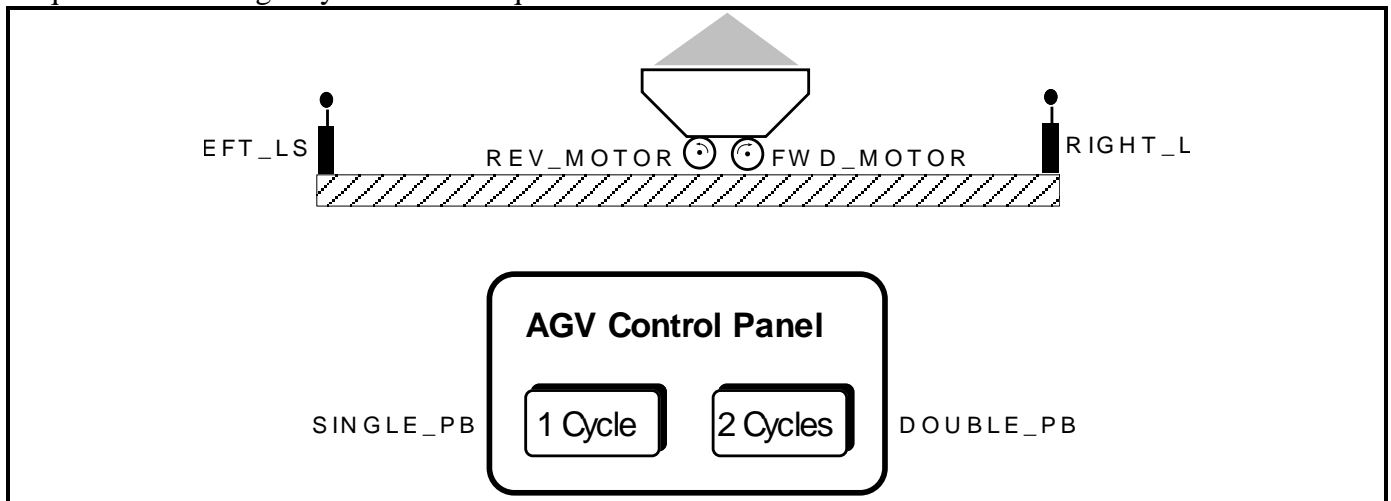 EFT_LS
RIGHT_L
REV_MOTOR
FWD_MOTOR
AGV Control Panel
SINGLE_PB
1 Cycle
2 Cycles
DOUBLE_PB